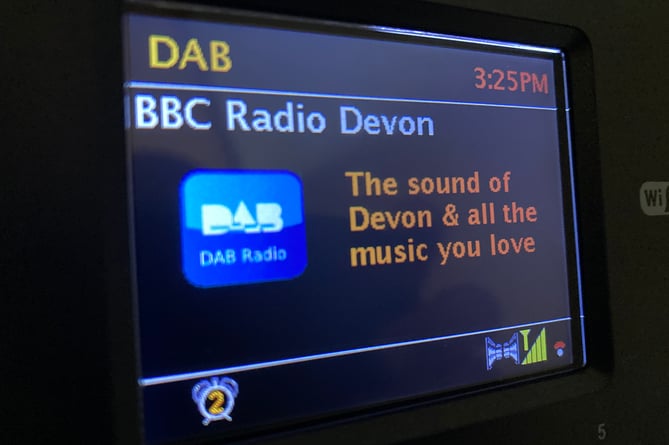 DAB
3:25PM
BBC Radio Devon
DAB
DAB Radio
The sound of
Devon & all the
music you love
2
Wi
5